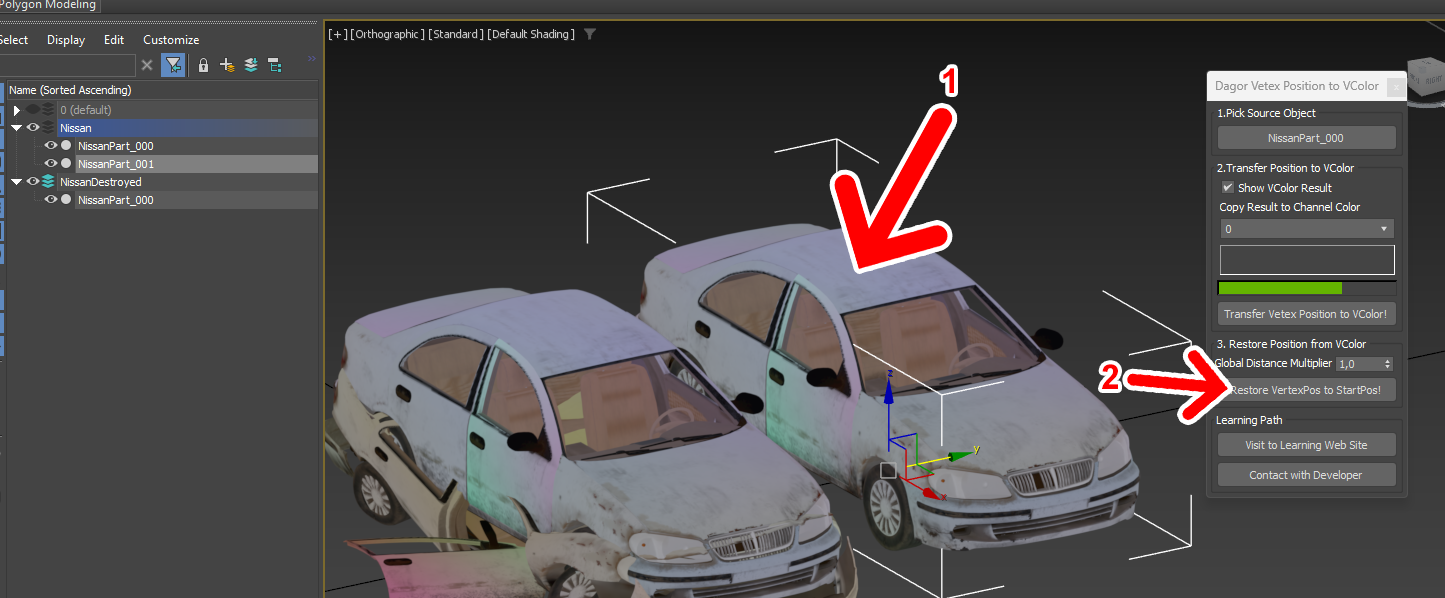 Polygon Modeling
Select Display Edit Customize
Name (Sorted Ascending)
0 (default)
Nissan
NissanPart_000
NissanPart_001
NissanDestroyed
NissanPart_000
[+] [Orthographic] [Standard] [Default Shading]
1
2
z
y
x
Dagor Vetex Position to VColor
1.Pick Source Object
NissanPart_000
2.Transfer Position to VColor
Show VColor Result
Copy Result to Channel Color
0
Transfer Vetex Position to VColor!
3. Restore Position from VColor
Global Distance Multiplier 1,0
Restore VertexPos to StartPos!
Learning Path
Visit to Learning Web Site
Contact with Developer